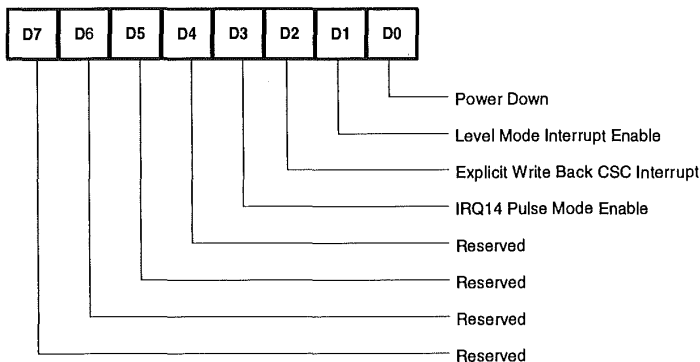 D7 D6 D5 D4 D3 D2 D1 D0
Power Down
Level Mode Interrupt Enable
Explicit Write Back CSC Interrupt
IRQ14 Pulse Mode Enable
Reserved
Reserved
Reserved
Reserved